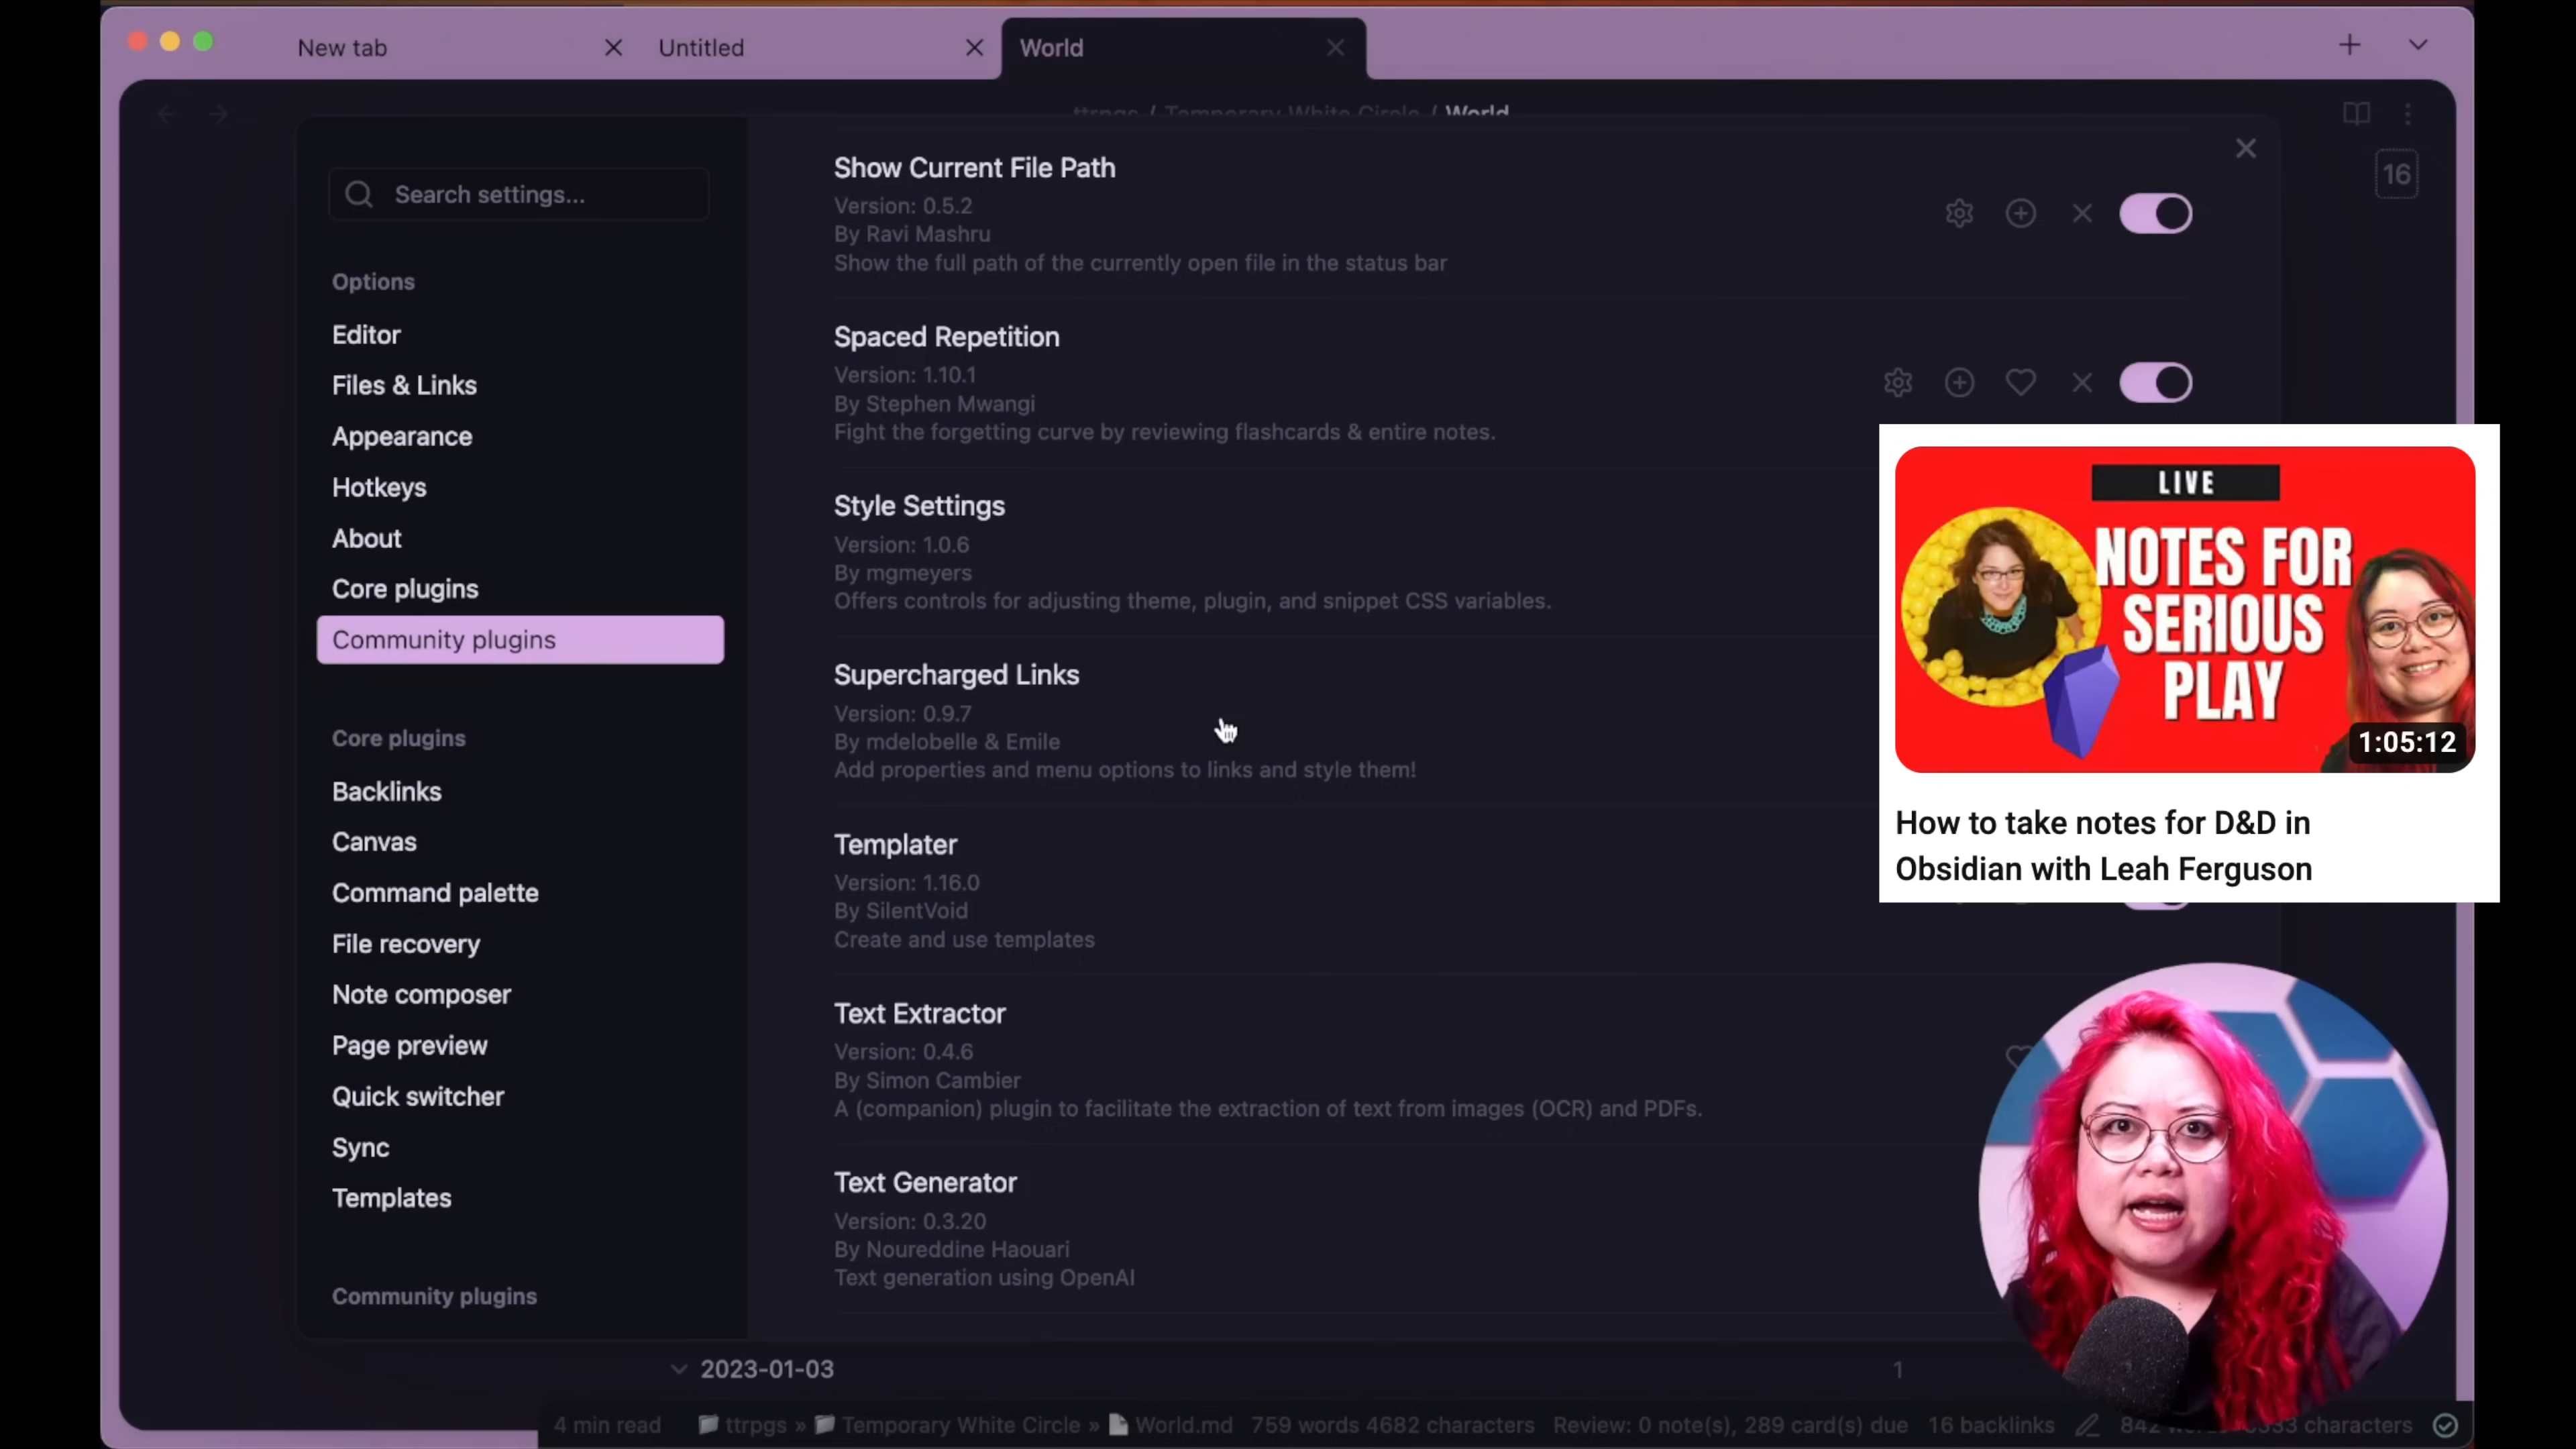 New tab
Untitled
World
ttrpgs / Temporary White Circle / World
16
Search settings...
Options
Editor
Files & Links
Appearance
Hotkeys
About
Core plugins
Community plugins
Core plugins
Backlinks
Canvas
Command palette
File recovery
Note composer
Page preview
Quick switcher
Sync
Templates
Community plugins
Show Current File Path
Version: 0.5.2
By Ravi Mashru
Show the full path of the currently open file in the status bar
Spaced Repetition
Version: 1.10.1
By Stephen Mwangi
Fight the forgetting curve by reviewing flashcards & entire notes.
Style Settings
Version: 1.0.6
By mgmeyers
Offers controls for adjusting theme, plugin, and snippet CSS variables.
Supercharged Links
Version: 0.9.7
By mdelobelle & Emile
Add properties and menu options to links and style them!
Templater
Version: 1.16.0
By SilentVoid
Create and use templates
Text Extractor
Version: 0.4.6
By Simon Cambier
A (companion) plugin to facilitate the extraction of text from images (OCR) and PDFs.
Text Generator
Version: 0.3.20
By Noureddine Haouari
Text generation using OpenAI
LIVE
NOTES FOR
SERIOUS
PLAY
1:05:12
How to take notes for D&D in
Obsidian with Leah Ferguson
2023-01-03
1
4 min read ttrpgs » Temporary White Circle » World.md 759 words 4682 characters Review: 0 note(s), 289 card(s) due 16 backlinks 842 characters